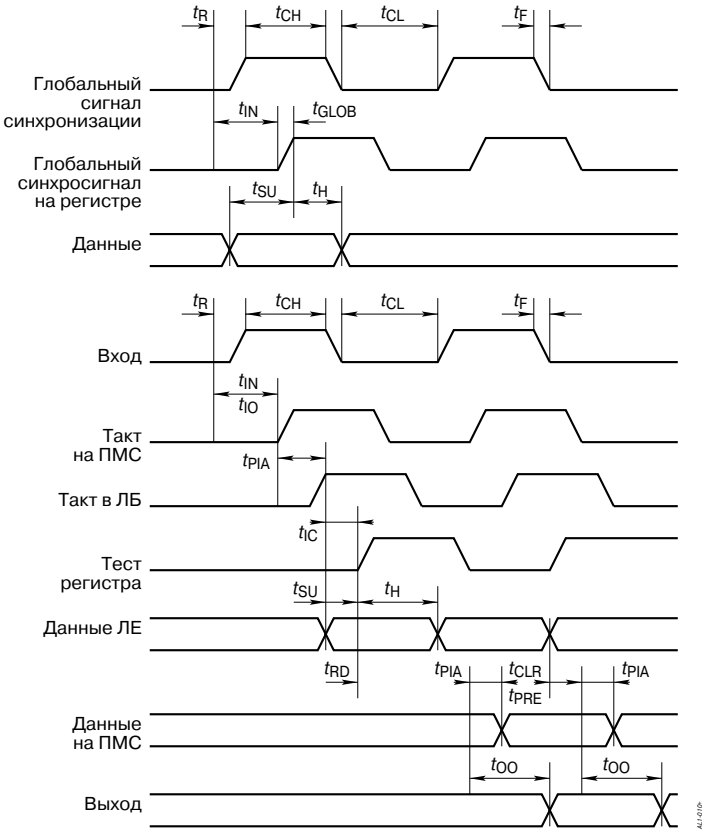 tR tCH tCL tF
Глобальный
сигнал
синхронизации
tIN tGLOB
Глобальный
синхросигнал
на регистре
tSU tH
Данные
tR tCH tCL tF
Вход
tIN
tIO
Такт
на ПМС
tPIA
Такт в ЛБ
tIC
Тест
регистра
tSU tH
Данные ЛЕ
tRD tPIA tCLR tPIA
tPRE
Данные
на ПМС
tOO tOO
Выход